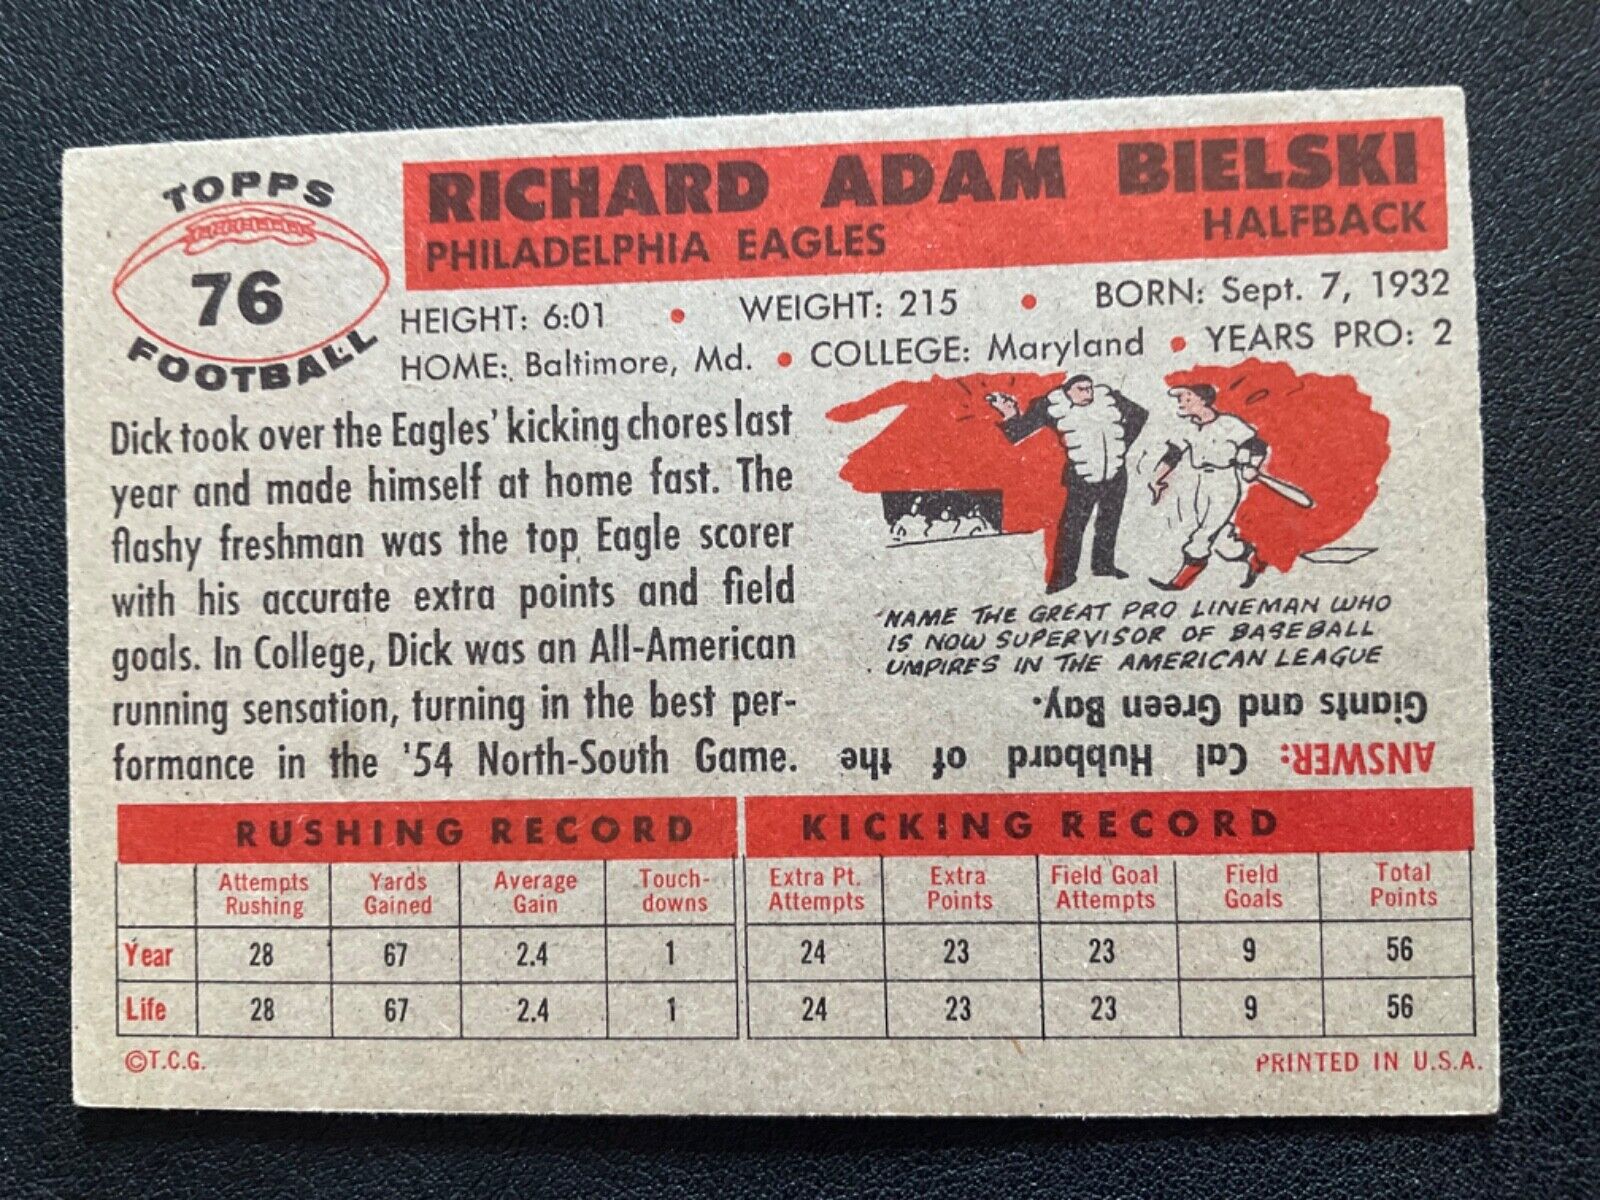 TOPPS
76
FOOTBALL
RICHARD ADAM BIELSKI
PHILADELPHIA EAGLES HALFBACK
HEIGHT: 6:01 • WEIGHT: 215 • BORN: Sept. 7, 1932
HOME: Baltimore, Md. • COLLEGE: Maryland • YEARS PRO: 2
Dick took over the Eagles' kicking chores last
year and made himself at home fast. The
flashy freshman was the top Eagle scorer
with his accurate extra points and field
goals. In College, Dick was an All-American
running sensation, turning in the best per-
formance in the '54 North-South Game.
NAME THE GREAT PRO LINEMAN WHO
IS NOW SUPERVISOR OF BASEBALL
UMPIRES IN THE AMERICAN LEAGUE
ANSWER: Cal Hubbard of the
Giants and Green Bay.
RUSHING RECORD
Attempts Rushing Yards Gained Average Gain Touch-downs
Year 28 67 2.4 1
Life 28 67 2.4 1
KICKING RECORD
Extra Pt. Attempts Extra Points Field Goal Attempts Field Goals Total Points
24 23 23 9 56
24 23 23 9 56
©T.C.G. PRINTED IN U.S.A.